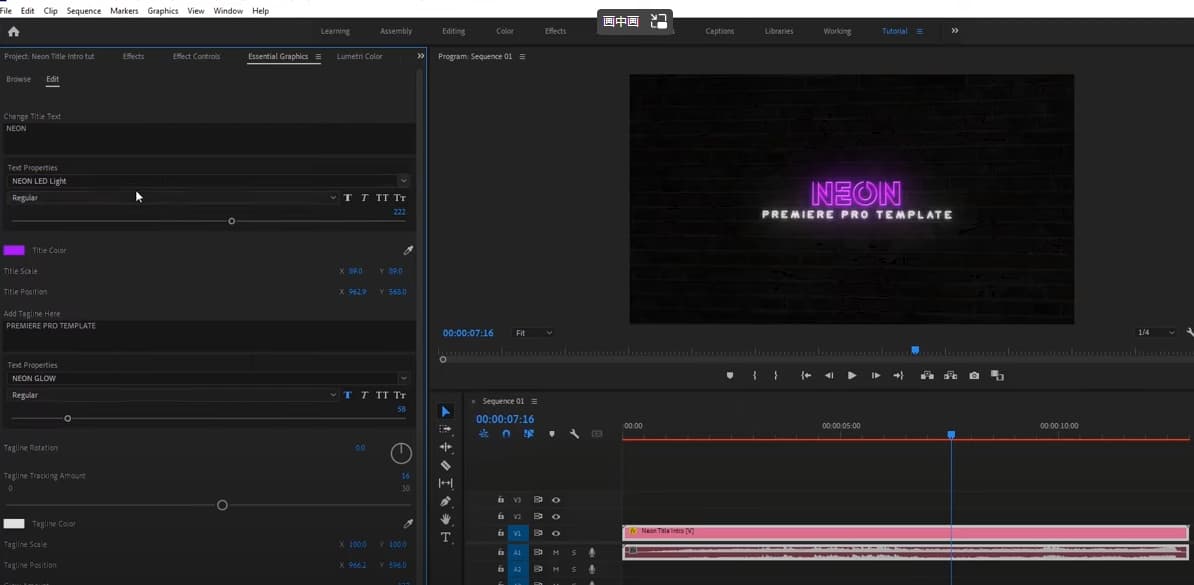 File Edit Clip Sequence Markers Graphics View Window Help
画中画
Learning Assembly Editing Color Effects Captions Libraries Working Tutorial
Project: Neon Title Intro tut Effects Effect Controls Essential Graphics Lumetri Color
Program: Sequence 01
Browse Edit
Change Title Text
NEON
Text Properties
NEON LED Light
Regular
T T TT Tr
222
Title Color
Title Scale X 89.0 Y 89.0
Title Position X 962.9 Y 568.0
Add Tagline Here
PREMIERE PRO TEMPLATE
Text Properties
NEON GLOW
Regular
T T TT Tr
58
Tagline Rotation 0.0
Tagline Tracking Amount 16
0 30
Tagline Color
Tagline Scale X 100.0 Y 100.0
Tagline Position X 966.2 Y 596.0
NEON
PREMIERE PRO TEMPLATE
00:00:07:16 Fit 1/4
× Sequence 01
00:00:07:16
:00:00 00:00:05:00 00:00:10:00
V3
V2
V1
fx Neon Title Intro [V]
A1 M S
A2 M S